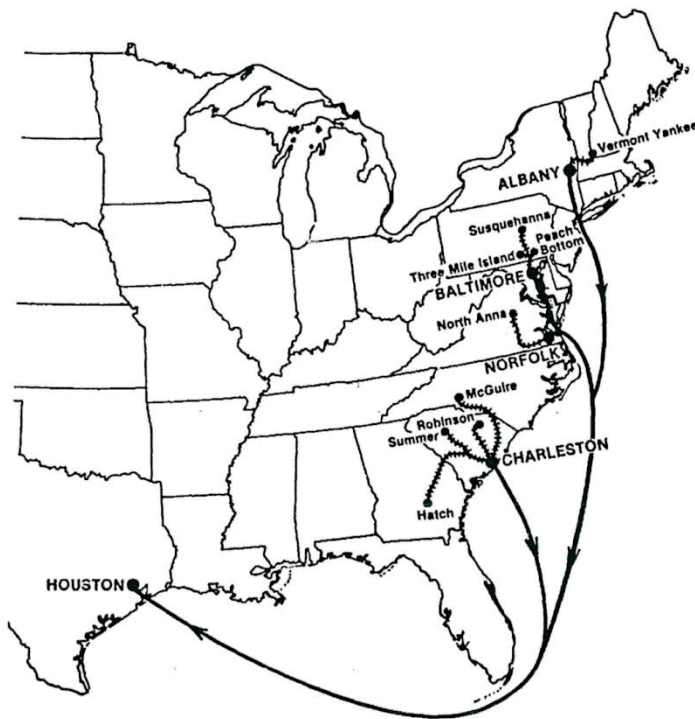 Vermont Yankee
ALBANY
Susquehanna
Peach
Bottom
Three Mile Island
BALTIMORE
North Anna
NORFOLK
McGuire
Robinson
Summer
CHARLESTON
Hatch
HOUSTON